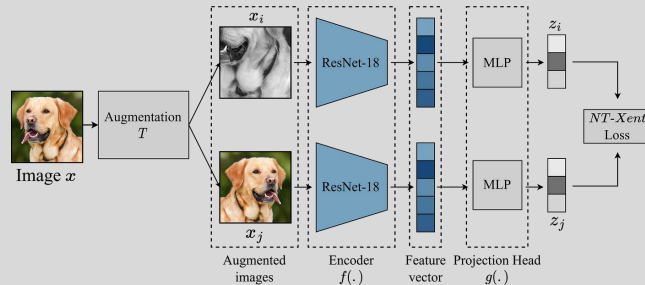 x_i
z_i
ResNet-18
MLP
Augmentation
T
NT-Xent
Loss
Image x
ResNet-18
MLP
x_j
z_j
Augmented
images
Encoder
f(.)
Feature
vector
Projection Head
g(.)